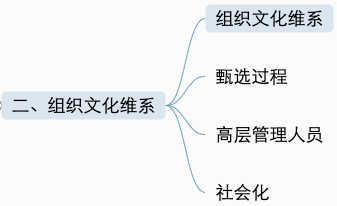 组织文化维系
甄选过程
二、组织文化维系
高层管理人员
社会化